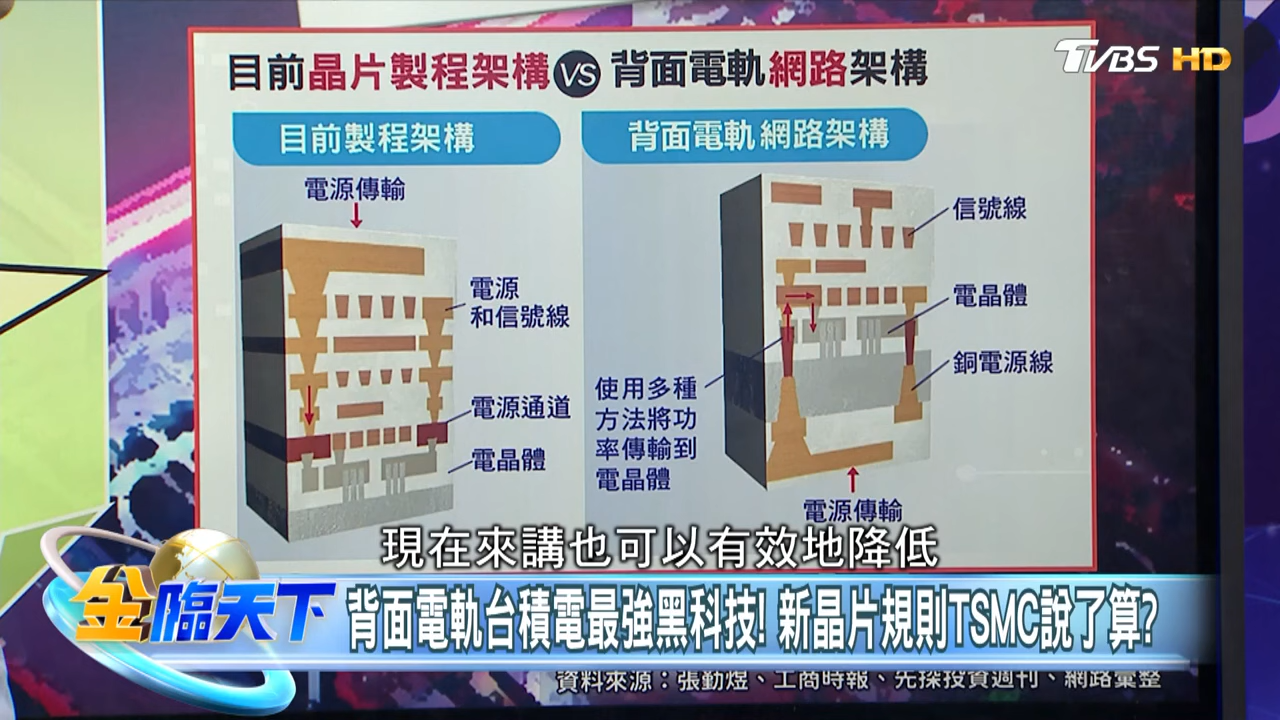 TVBS HD
目前晶片製程架構 VS 背面電軌網路架構
目前製程架構
背面電軌網路架構
電源傳輸
電源
和信號線
電源通道
電晶體
信號線
電晶體
銅電源線
使用多種
方法將功
率傳輸到
電晶體
電源傳輸
現在來講也可以有效地降低
金臨天下
背面電軌台積電最強黑科技! 新晶片規則TSMC說了算?
資料來源：張勤煜、工商時報、先探投資週刊、網路彙整